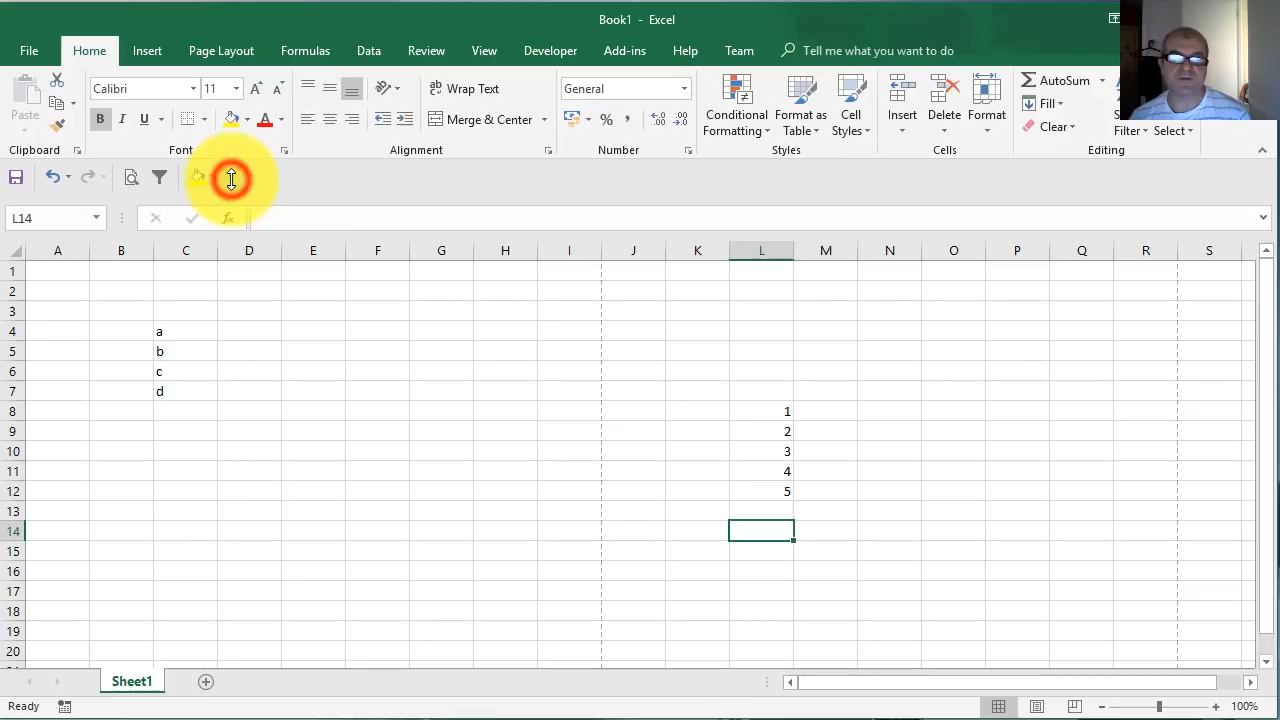 Book1 - Excel
File Home Insert Page Layout Formulas Data Review View Developer Add-ins Help Team Tell me what you want to do
Paste
Clipboard
Calibri 11
B I U
Font
Wrap Text
Merge & Center
Alignment
General
Number
Conditional Formatting
Format as Table
Cell Styles
Styles
Insert Delete Format
Cells
AutoSum
Fill
Clear
Filter Select
Editing
L14
fx
A B C D E F G H I J K L M N O P Q R S
1
2
3
4 a
5 b
6 c
7 d
8 1
9 2
10 3
11 4
12 5
13
14
15
16
17
18
19
20
Sheet1
Ready 100%